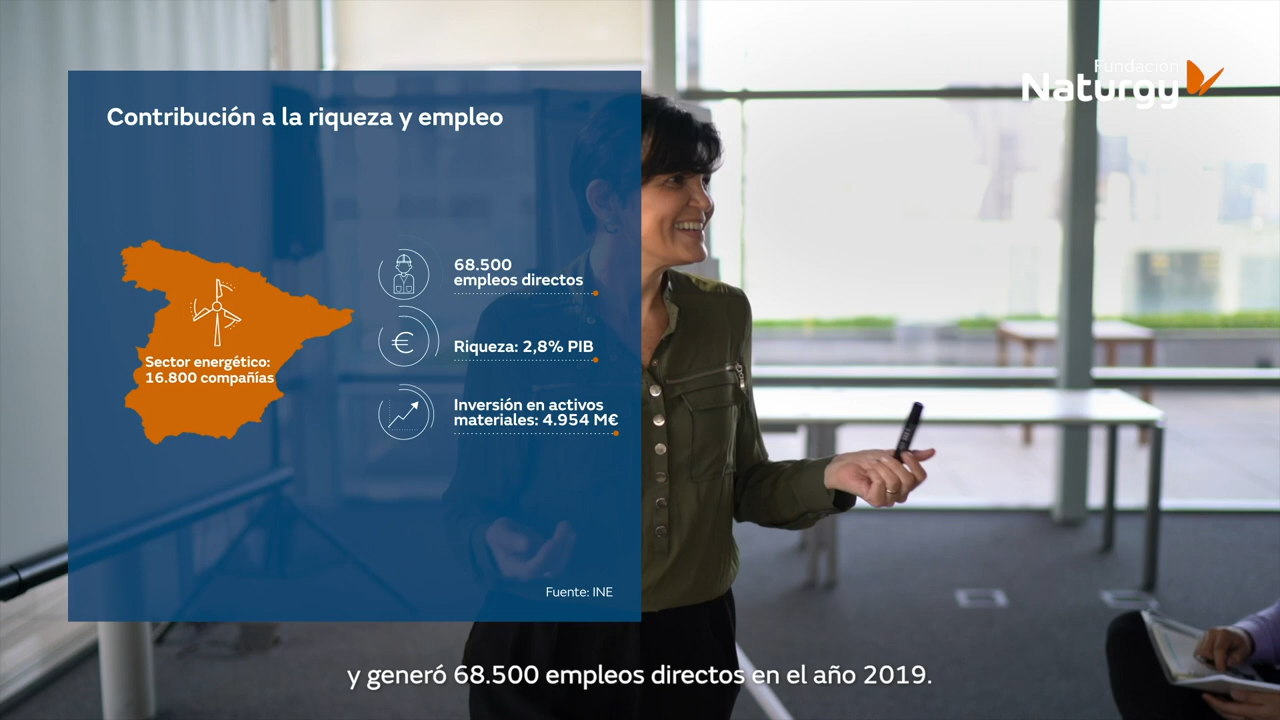 Fundación
Naturgy
Contribución a la riqueza y empleo
Sector energético:
16.800 compañías
68.500
empleos directos
€
Riqueza: 2,8% PIB
Inversión en activos
materiales: 4.954 M€
Fuente: INE
y generó 68.500 empleos directos en el año 2019.